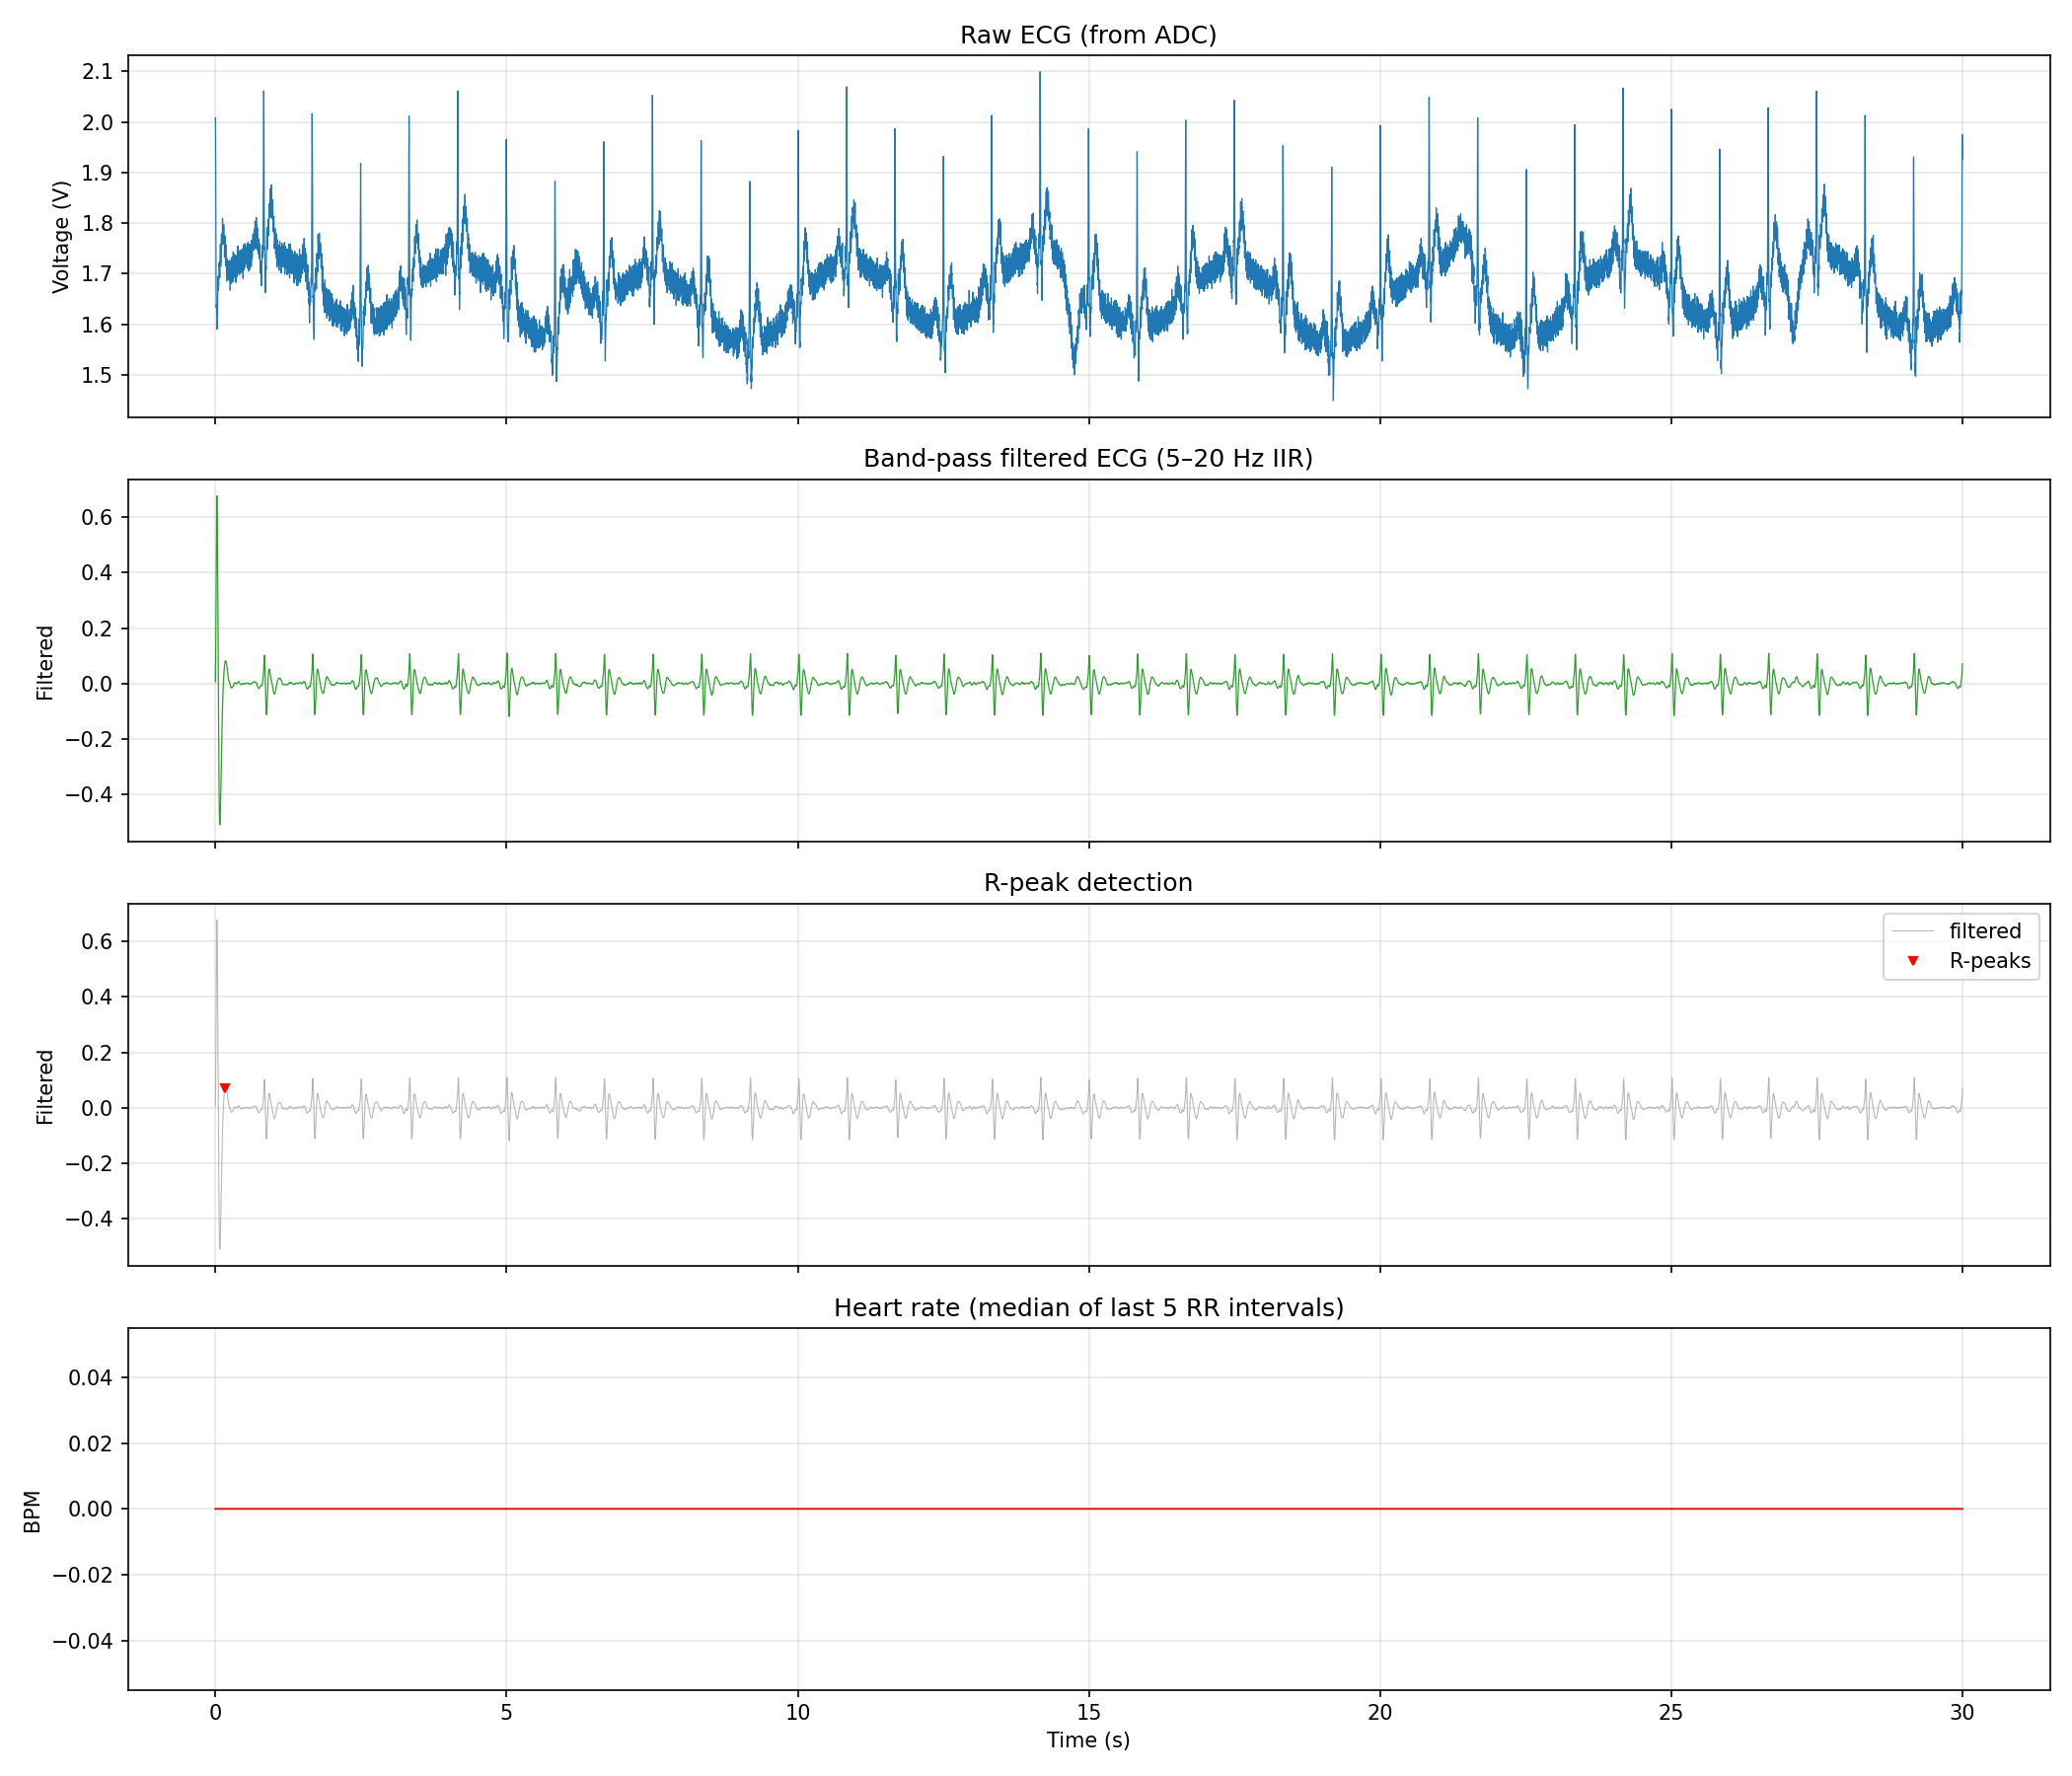 Raw ECG (from ADC)
Voltage (V)
2.1
2.0
1.9
1.8
1.7
1.6
1.5
Band-pass filtered ECG (5–20 Hz IIR)
Filtered
0.6
0.4
0.2
0.0
−0.2
−0.4
R-peak detection
Filtered
0.6
0.4
0.2
0.0
−0.2
−0.4
filtered
R-peaks
Heart rate (median of last 5 RR intervals)
BPM
0.04
0.02
0.00
−0.02
−0.04
0 5 10 15 20 25 30
Time (s)